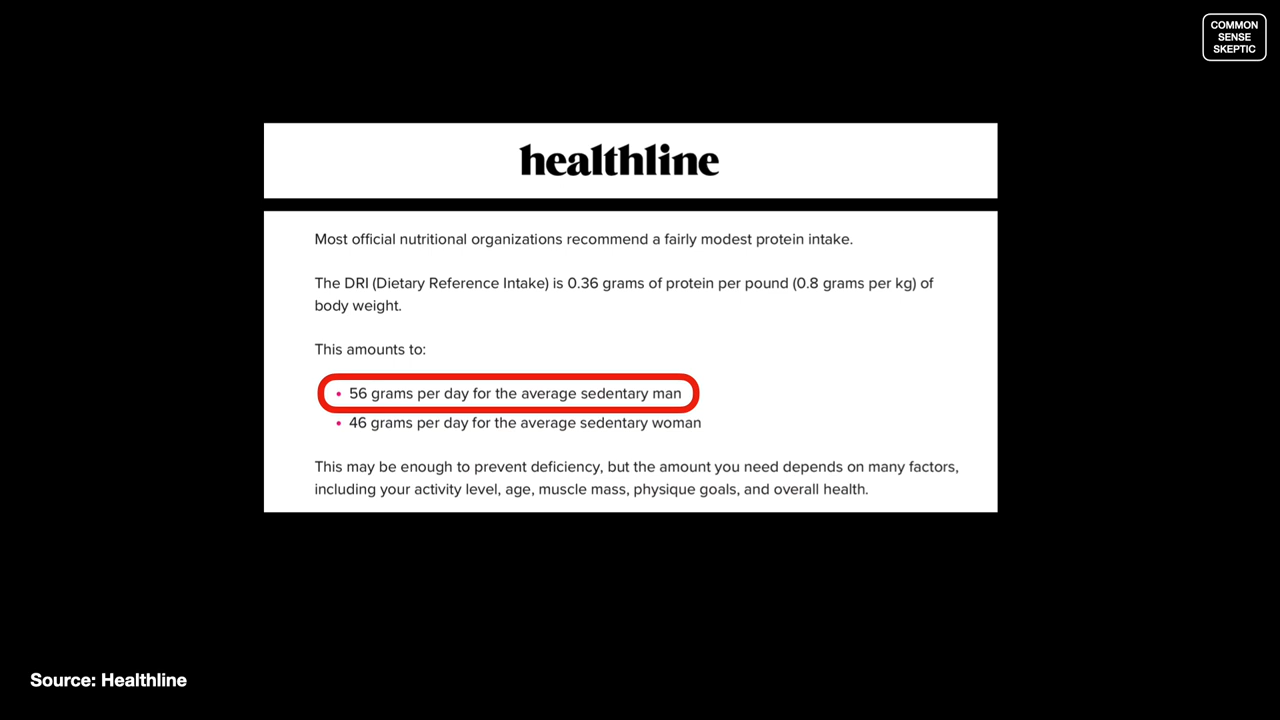 COMMON
SENSE
SKEPTIC
healthline
Most official nutritional organizations recommend a fairly modest protein intake.
The DRI (Dietary Reference Intake) is 0.36 grams of protein per pound (0.8 grams per kg) of
body weight.
This amounts to:
• 56 grams per day for the average sedentary man
• 46 grams per day for the average sedentary woman
This may be enough to prevent deficiency, but the amount you need depends on many factors,
including your activity level, age, muscle mass, physique goals, and overall health.
Source: Healthline